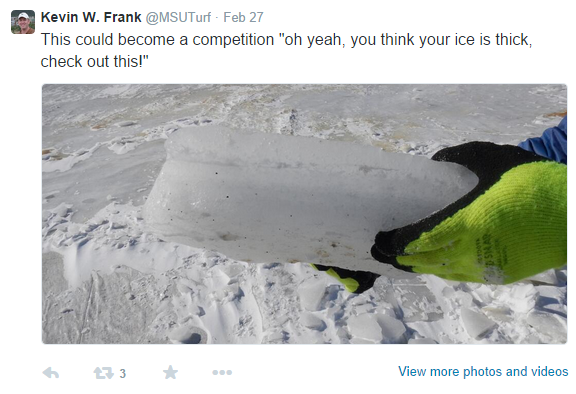 Kevin W. Frank @MSUTurf · Feb 27
This could become a competition "oh yeah, you think your ice is thick,
check out this!"
3
View more photos and videos